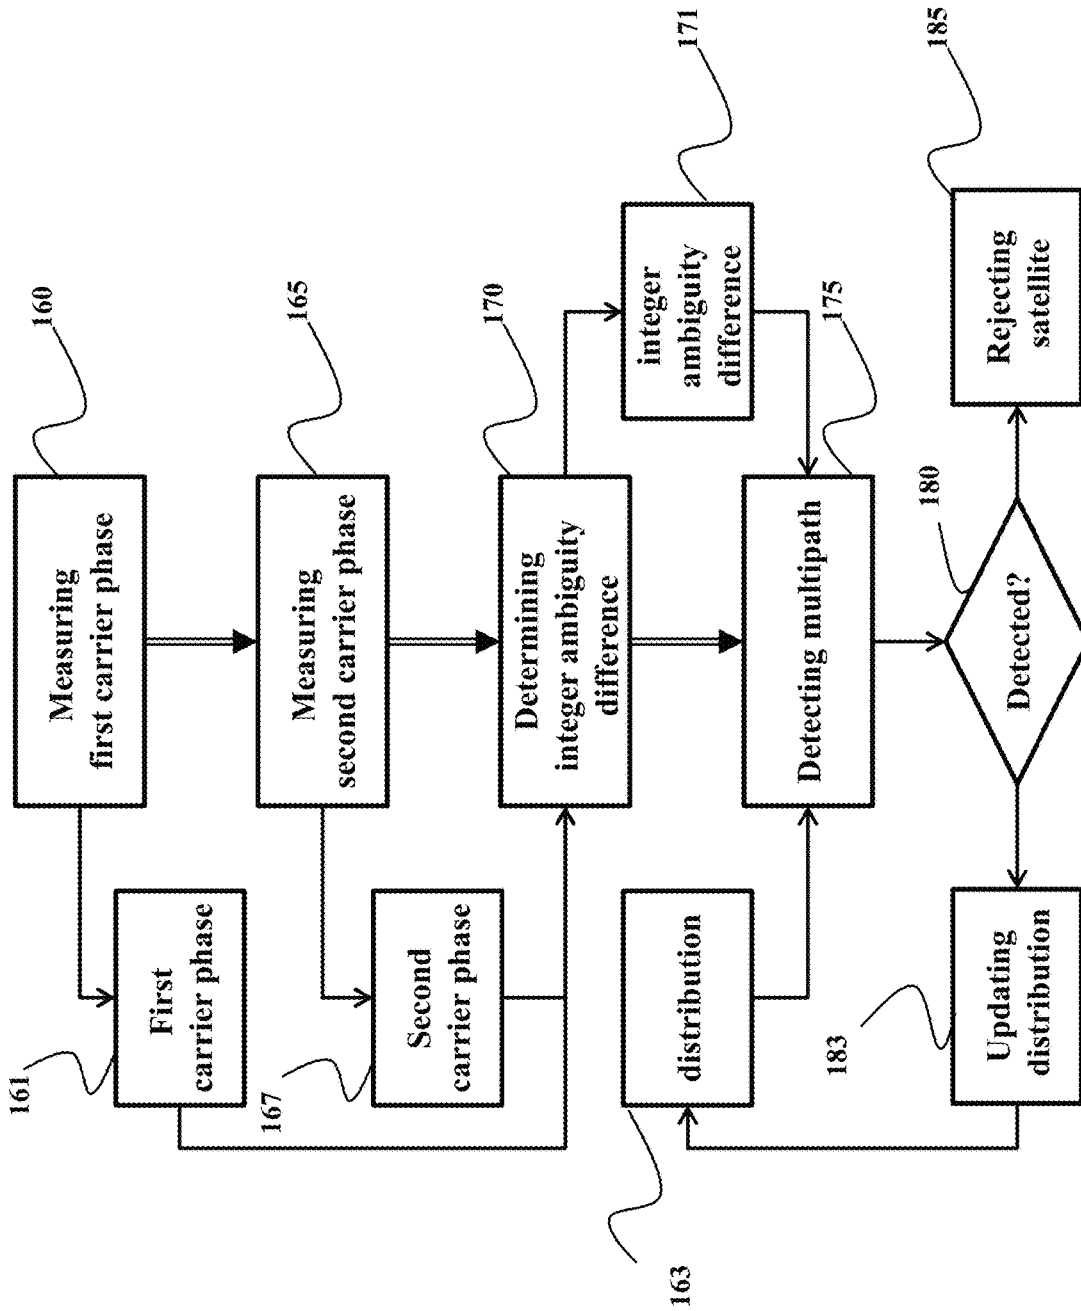 160
Measuring
first carrier phase
161
First
carrier phase
165
Measuring
second carrier phase
167
Second
carrier phase
170
Determining
integer ambiguity
difference
171
integer
ambiguity
difference
163
distribution
175
Detecting multipath
180
Detected?
183
Updating
distribution
185
Rejecting
satellite